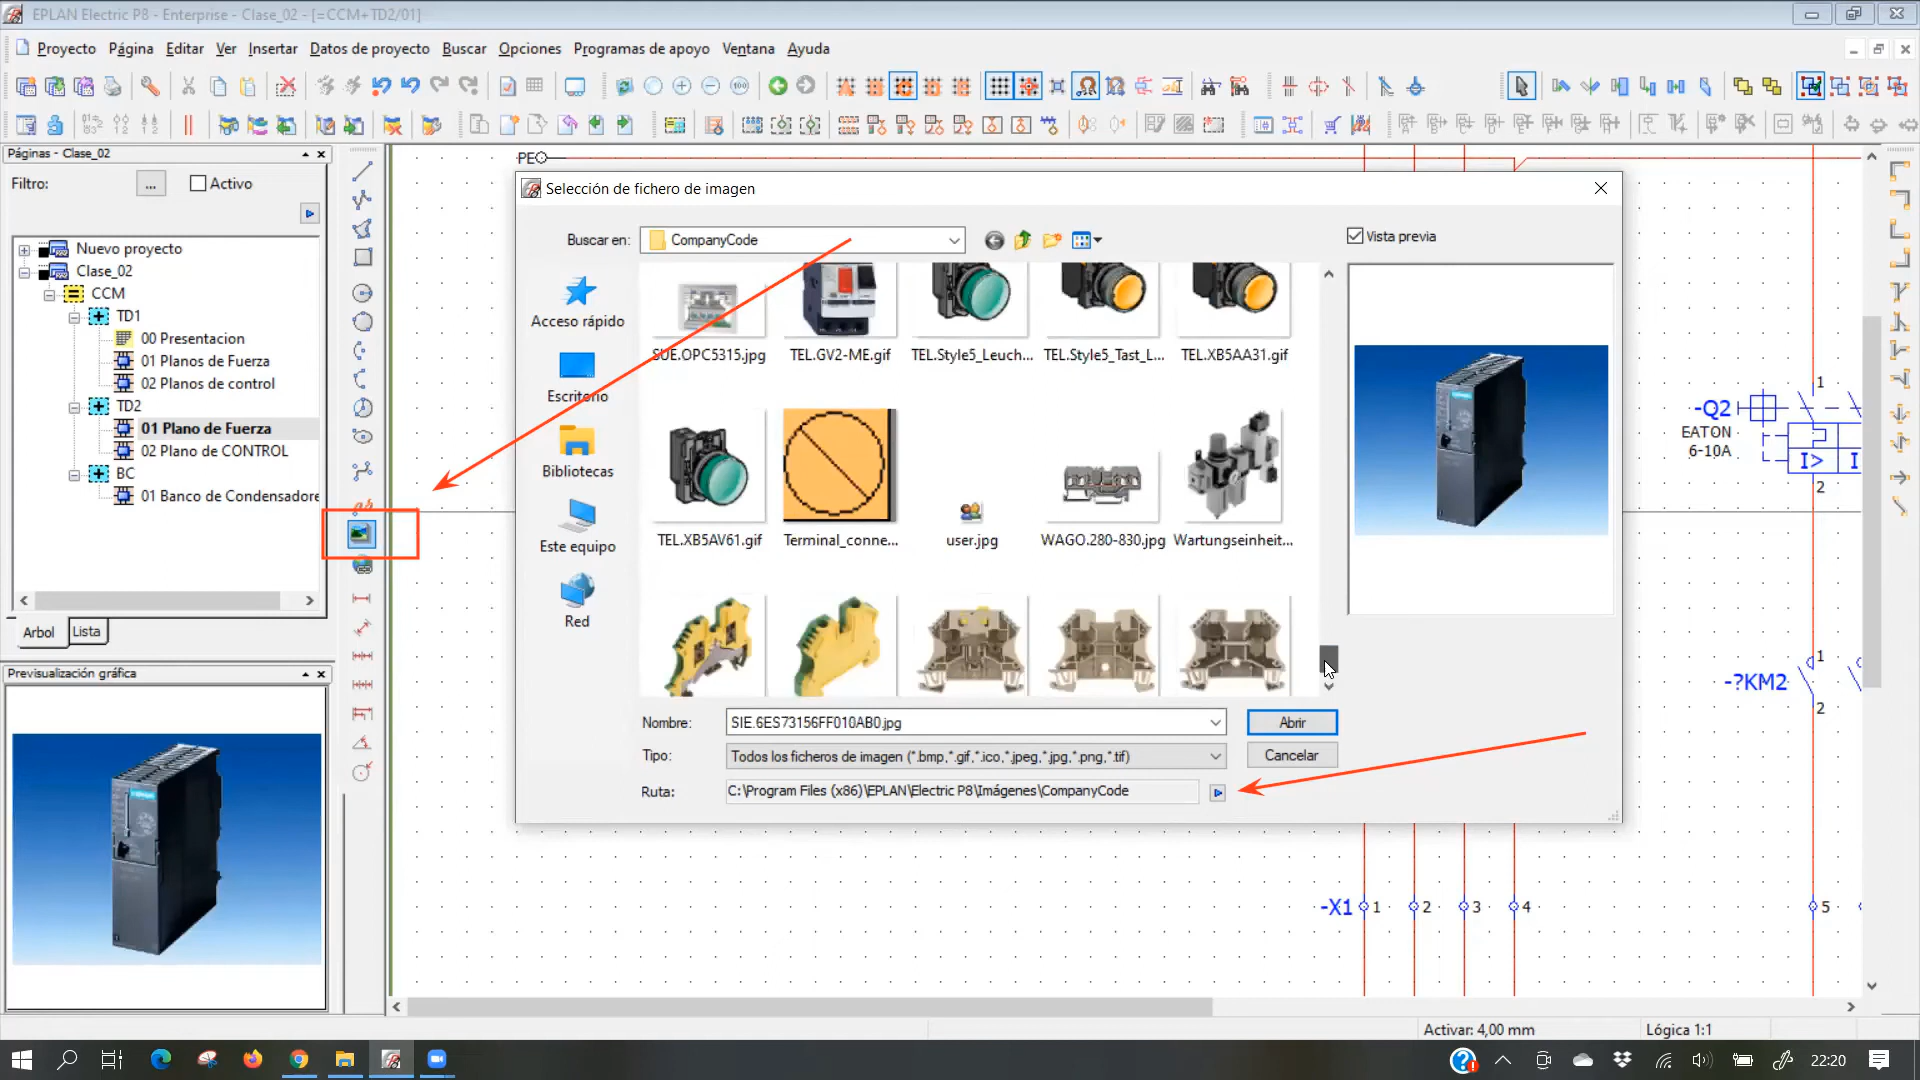 EPLAN Electric P8 - Enterprise - Clase_02 - [=CCM+TD2/01]
Proyecto Página Editar Ver Insertar Datos de proyecto Buscar Opciones Programas de apoyo Ventana Ayuda
Páginas - Clase_02
Filtro: ... Activo
Nuevo proyecto
Clase_02
CCM
TD1
00 Presentacion
01 Planos de Fuerza
02 Planos de control
TD2
01 Plano de Fuerza
02 Plano de CONTROL
BC
01 Banco de Condensadore
Arbol Lista
Previsualización gráfica
PE
Selección de fichero de imagen
Buscar en: CompanyCode
Vista previa
Acceso rápido
Escritorio
Bibliotecas
Este equipo
Red
SUE.OPC5315.jpg TEL.GV2-ME.gif TEL.Style5_Leuch... TEL.Style5_Tast_L... TEL.XB5AA31.gif
TEL.XB5AV61.gif Terminal_conne... user.jpg WAGO.280-830.jpg Wartungseinheit...
Nombre: SIE.6ES73156FF010AB0.jpg Abrir
Tipo: Todos los ficheros de imagen (*.bmp,*.gif,*.ico,*.jpeg,*.jpg,*.png,*.tif) Cancelar
Ruta: C:\Program Files (x86)\EPLAN\Electric P8\Imágenes\CompanyCode
1
-Q2
EATON
6-10A
I> I
2
1
-?KM2
2
-X1 1 2 3 4 5
Activar: 4,00 mm Lógica 1:1
22:20